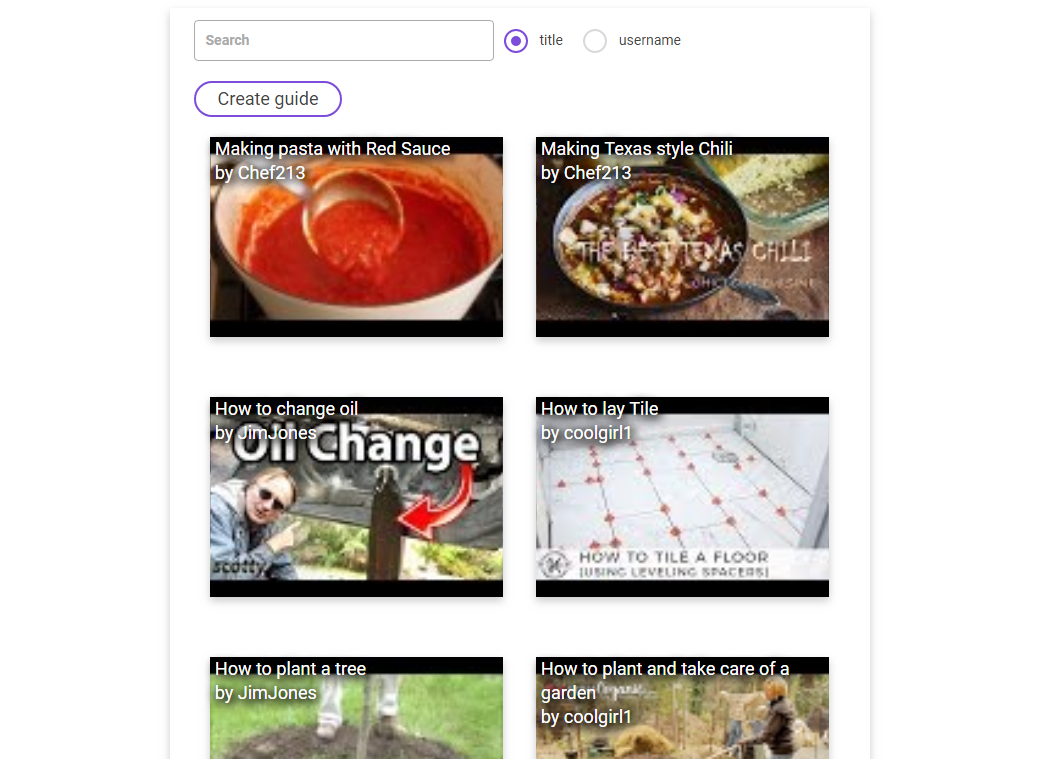 Search
title
username
Create guide
Making pasta with Red Sauce
by Chef213
Making Texas style Chili
by Chef213
THE BEST TEXAS CHILI
How to change oil
by JimJones
Oil Change
scotty
How to lay Tile
by coolgirl1
HOW TO TILE A FLOOR
(USING LEVELING SPACERS)
How to plant a tree
by JimJones
How to plant and take care of a
garden
Organic
by coolgirl1